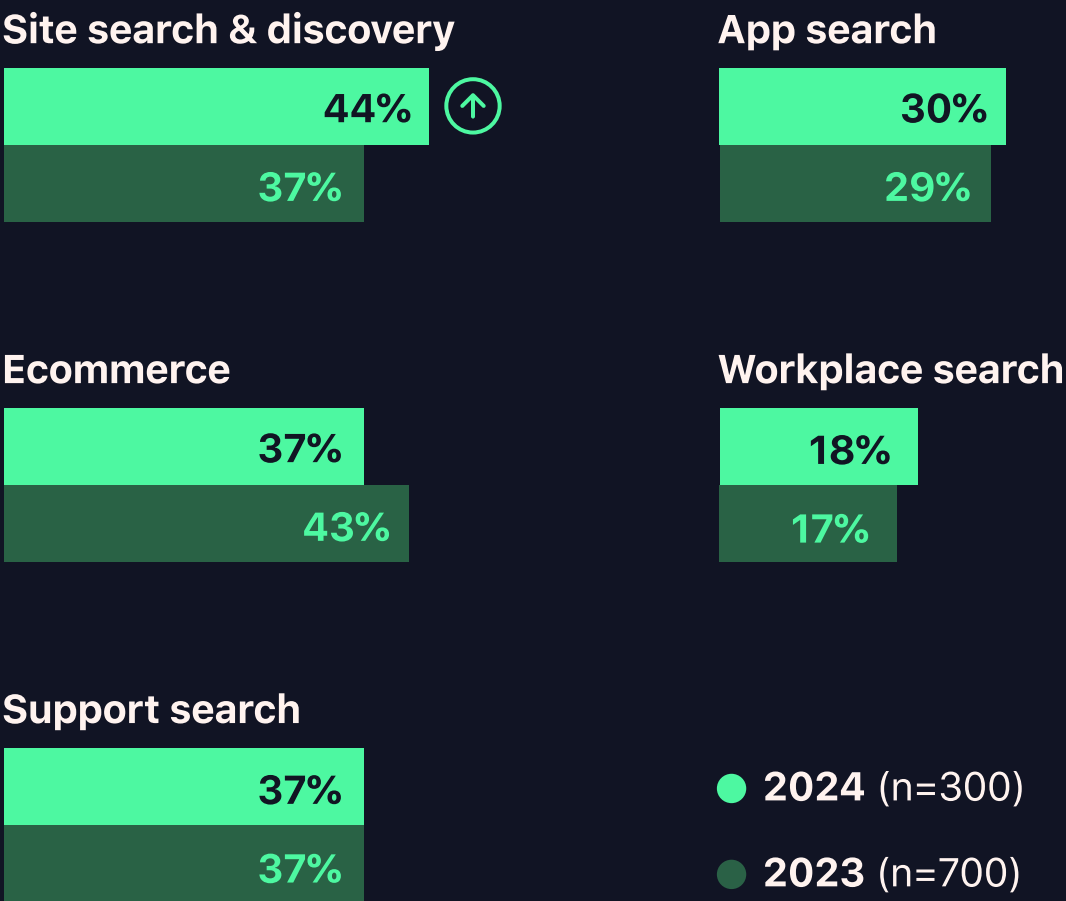 Site search & discovery
44%
37%
App search
30%
29%
Ecommerce
37%
43%
Workplace search
18%
17%
Support search
37%
37%
2024 (n=300)
2023 (n=700)